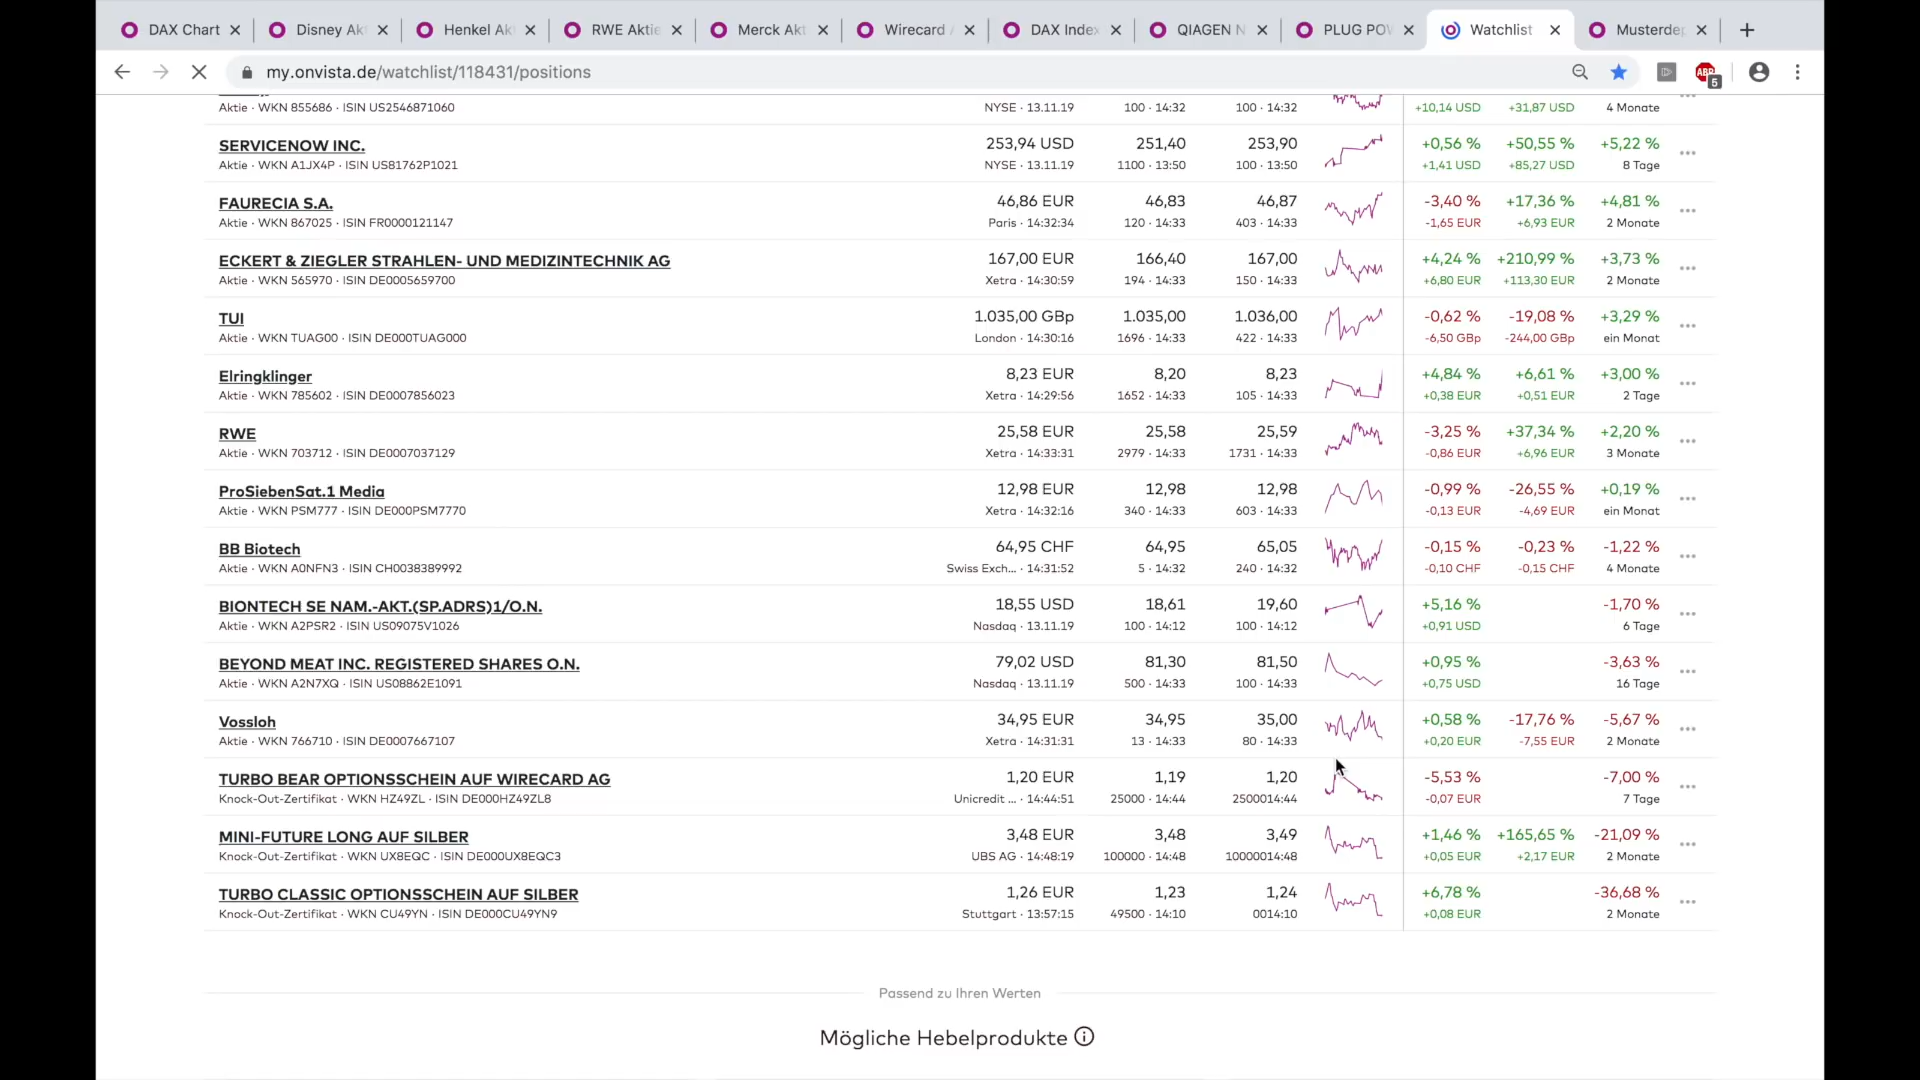 DAX Chart
Disney Ak
Henkel Ak
RWE Aktie
Merck Akt
Wirecard
DAX Index
QIAGEN N
PLUG POW
Watchlist
Musterdep
my.onvista.de/watchlist/118431/positions
ABP
5
Aktie · WKN 855686 · ISIN US2546871060 NYSE · 13.11.19 100 · 14:32 100 · 14:32 +10,14 USD +31,87 USD 4 Monate
SERVICENOW INC. 253,94 USD 251,40 253,90 +0,56 % +50,55 % +5,22 %
Aktie · WKN A1JX4P · ISIN US81762P1021 NYSE · 13.11.19 1100 · 13:50 100 · 13:50 +1,41 USD +85,27 USD 8 Tage
FAURECIA S.A. 46,86 EUR 46,83 46,87 -3,40 % +17,36 % +4,81 %
Aktie · WKN 867025 · ISIN FR0000121147 Paris · 14:32:34 120 · 14:33 403 · 14:33 -1,65 EUR +6,93 EUR 2 Monate
ECKERT & ZIEGLER STRAHLEN- UND MEDIZINTECHNIK AG 167,00 EUR 166,40 167,00 +4,24 % +210,99 % +3,73 %
Aktie · WKN 565970 · ISIN DE0005659700 Xetra · 14:30:59 194 · 14:33 150 · 14:33 +6,80 EUR +113,30 EUR 2 Monate
TUI 1.035,00 GBp 1.035,00 1.036,00 -0,62 % -19,08 % +3,29 %
Aktie · WKN TUAG00 · ISIN DE000TUAG000 London · 14:30:16 1696 · 14:33 422 · 14:33 -6,50 GBp -244,00 GBp ein Monat
Elringklinger 8,23 EUR 8,20 8,23 +4,84 % +6,61 % +3,00 %
Aktie · WKN 785602 · ISIN DE0007856023 Xetra · 14:29:56 1652 · 14:33 105 · 14:33 +0,38 EUR +0,51 EUR 2 Tage
RWE 25,58 EUR 25,58 25,59 -3,25 % +37,34 % +2,20 %
Aktie · WKN 703712 · ISIN DE0007037129 Xetra · 14:33:31 2979 · 14:33 1731 · 14:33 -0,86 EUR +6,96 EUR 3 Monate
ProSiebenSat.1 Media 12,98 EUR 12,98 12,98 -0,99 % -26,55 % +0,19 %
Aktie · WKN PSM777 · ISIN DE000PSM7770 Xetra · 14:32:16 340 · 14:33 603 · 14:33 -0,13 EUR -4,69 EUR ein Monat
BB Biotech 64,95 CHF 64,95 65,05 -0,15 % -0,23 % -1,22 %
Aktie · WKN A0NFN3 · ISIN CH0038389992 Swiss Exch... · 14:31:52 5 · 14:32 240 · 14:32 -0,10 CHF -0,15 CHF 4 Monate
BIONTECH SE NAM.-AKT.(SP.ADRS)1/O.N. 18,55 USD 18,61 19,60 +5,16 % -1,70 %
Aktie · WKN A2PSR2 · ISIN US09075V1026 Nasdaq · 13.11.19 100 · 14:12 100 · 14:12 +0,91 USD 6 Tage
BEYOND MEAT INC. REGISTERED SHARES O.N. 79,02 USD 81,30 81,50 +0,95 % -3,63 %
Aktie · WKN A2N7XQ · ISIN US08862E1091 Nasdaq · 13.11.19 500 · 14:33 100 · 14:33 +0,75 USD 16 Tage
Vossloh 34,95 EUR 34,95 35,00 +0,58 % -17,76 % -5,67 %
Aktie · WKN 766710 · ISIN DE0007667107 Xetra · 14:31:31 13 · 14:33 80 · 14:33 +0,20 EUR -7,55 EUR 2 Monate
TURBO BEAR OPTIONSSCHEIN AUF WIRECARD AG 1,20 EUR 1,19 1,20 -5,53 % -7,00 %
Knock-Out-Zertifikat · WKN HZ49ZL · ISIN DE000HZ49ZL8 Unicredit ... · 14:44:51 25000 · 14:44 2500014:44 -0,07 EUR 7 Tage
MINI-FUTURE LONG AUF SILBER 3,48 EUR 3,48 3,49 +1,46 % +165,65 % -21,09 %
Knock-Out-Zertifikat · WKN UX8EQC · ISIN DE000UX8EQC3 UBS AG · 14:48:19 100000 · 14:48 10000014:48 +0,05 EUR +2,17 EUR 2 Monate
TURBO CLASSIC OPTIONSSCHEIN AUF SILBER 1,26 EUR 1,23 1,24 +6,78 % -36,68 %
Knock-Out-Zertifikat · WKN CU49YN · ISIN DE000CU49YN9 Stuttgart · 13:57:15 49500 · 14:10 0014:10 +0,08 EUR 2 Monate
Passend zu Ihren Werten
Mögliche Hebelprodukte